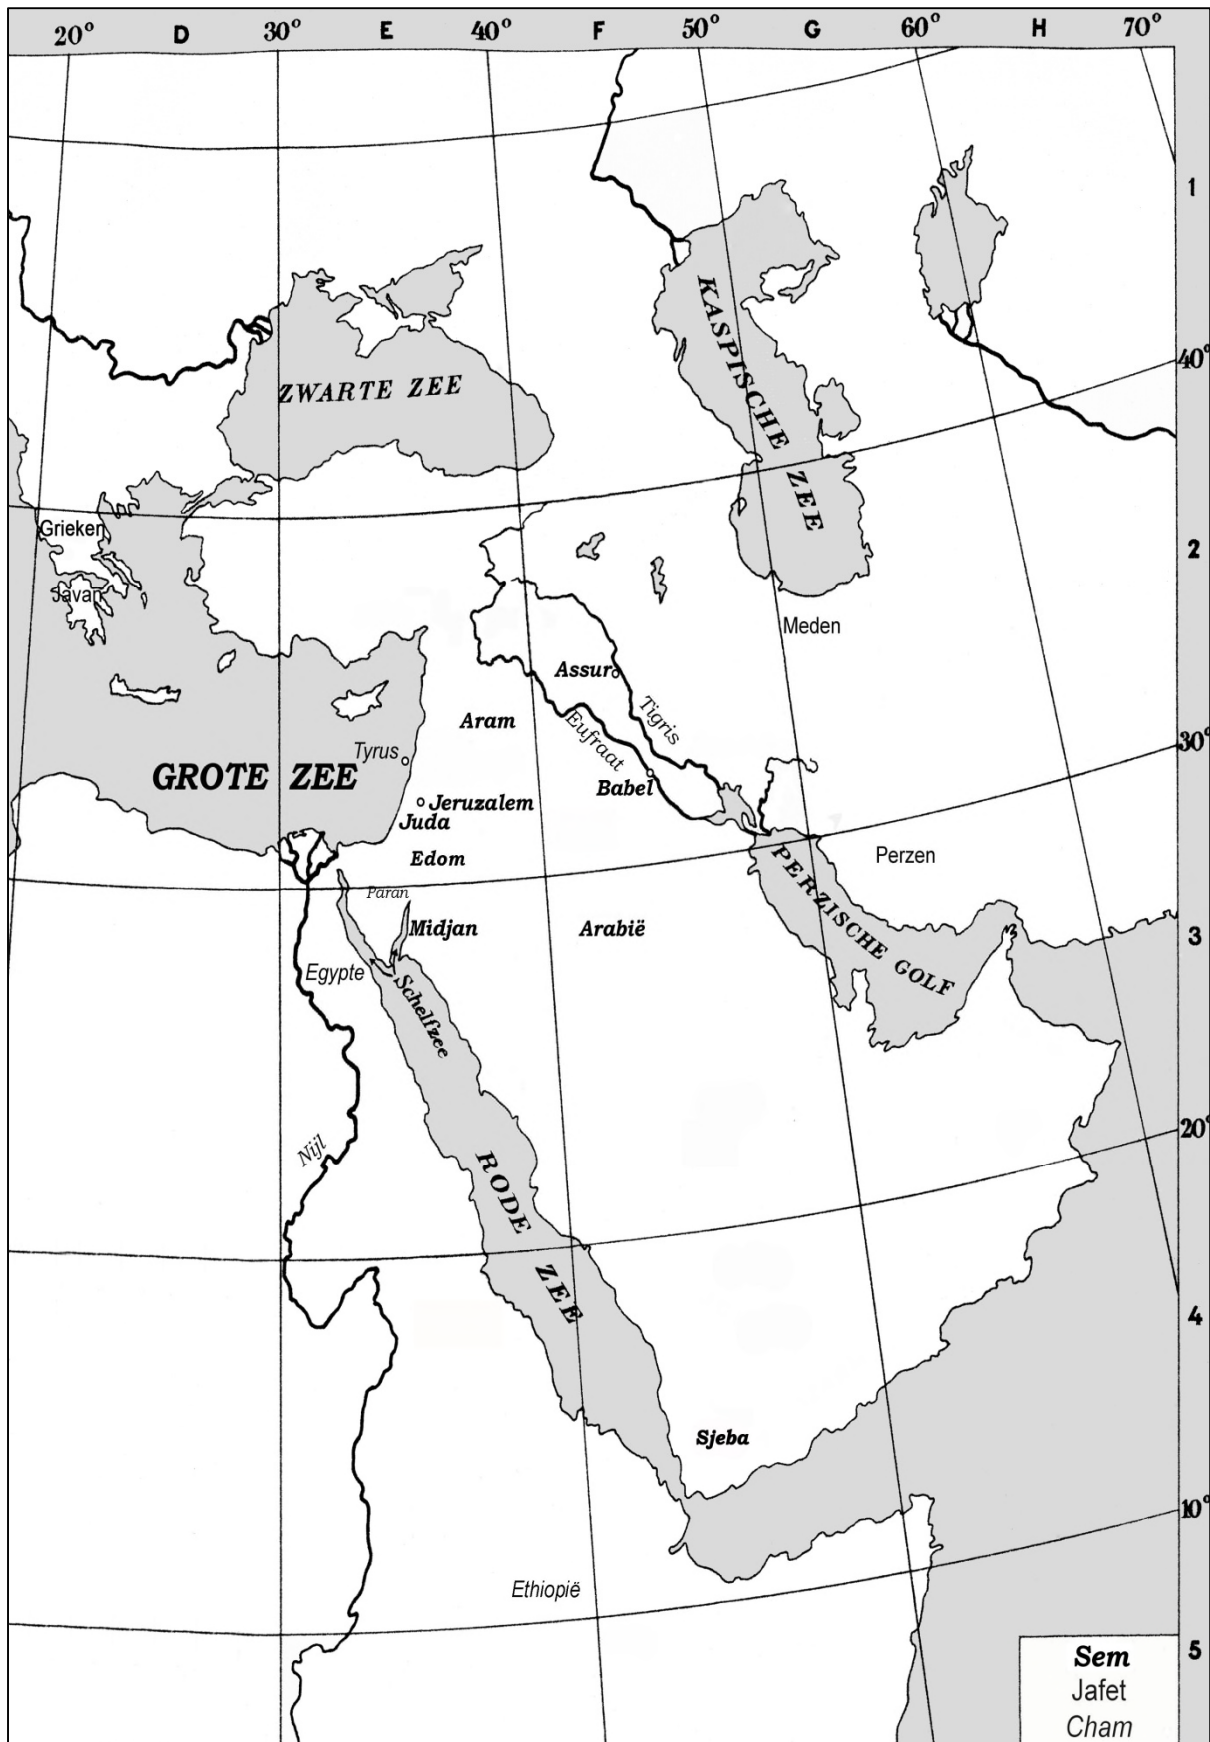 20° D 30° E 40° F 50° G 60° H 70°
1
KASPISCHE ZEE
40°
ZWARTE ZEE
Grieken
2
Javan
Meden
Assur
Tigris
Aram
Eufraat
30°
Tyrus
GROTE ZEE
Babel
Jeruzalem
Juda
Edom
Perzen
PERZISCHE GOLF
Paran
Midjan
Arabië
3
Egypte
Schelfzee
20°
Nijl
RODE ZEE
4
Sjeba
10°
Ethiopië
5
Sem
Jafet
Cham